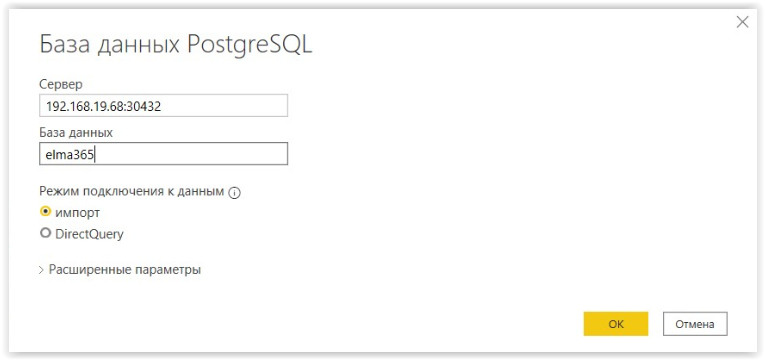 База данных PostgreSQL
Сервер
192.168.19.68:30432
База данных
elma365
Режим подключения к данным
импорт
DirectQuery
Расширенные параметры
ОК
Отмена